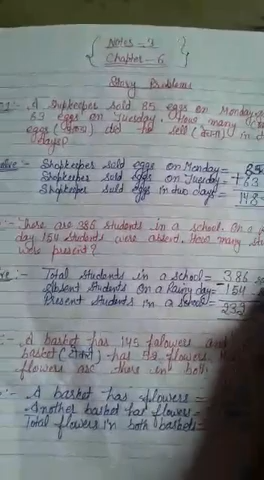 Notes - 3
Chapter - 6
Story Problems
A Shpkeeper sold 85 eggs on Monday
63 eggs on Tuesday. How many
eggs did he sell in
days?
Shopkeeper sold eggs on Monday = 85
Shopkeeper sold eggs on Tuesday = + 63
Shopkeeper sold eggs in two days = 148
There are 386 students in a school. On a
day 154 students were absent. How many
were present?
Total students in a school = 386
Absent Students On a Rainy day = - 154
Present students in a school = 232
A basket has 145 falowers and
basket has flowers.
flowers are there in both
A basket has flowers =
Another basket has flowers =
Total flowers in both baskets =